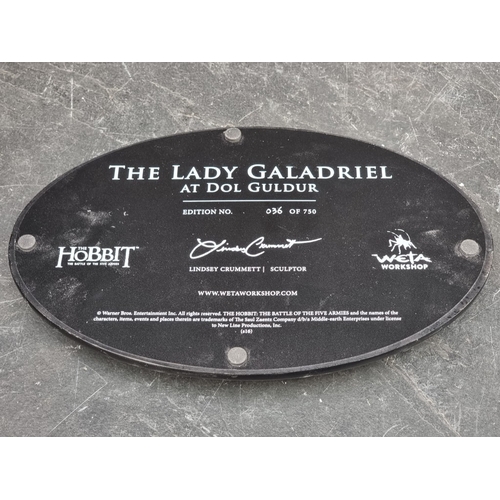 THE LADY GALADRIEL
AT DOL GULDUR
EDITION NO. 036 OF 750
THE
HOBBIT
THE BATTLE OF THE FIVE ARMIES
Lindsey Crummett
LINDSEY CRUMMETT | SCULPTOR
WETA
WORKSHOP
WWW.WETAWORKSHOP.COM
© Warner Bros. Entertainment Inc. All rights reserved. THE HOBBIT: THE BATTLE OF THE FIVE ARMIES and the names of the
characters, items, events and places therein are trademarks of The Saul Zaentz Company d/b/a Middle-earth Enterprises under license
to New Line Productions, Inc.
(s16)